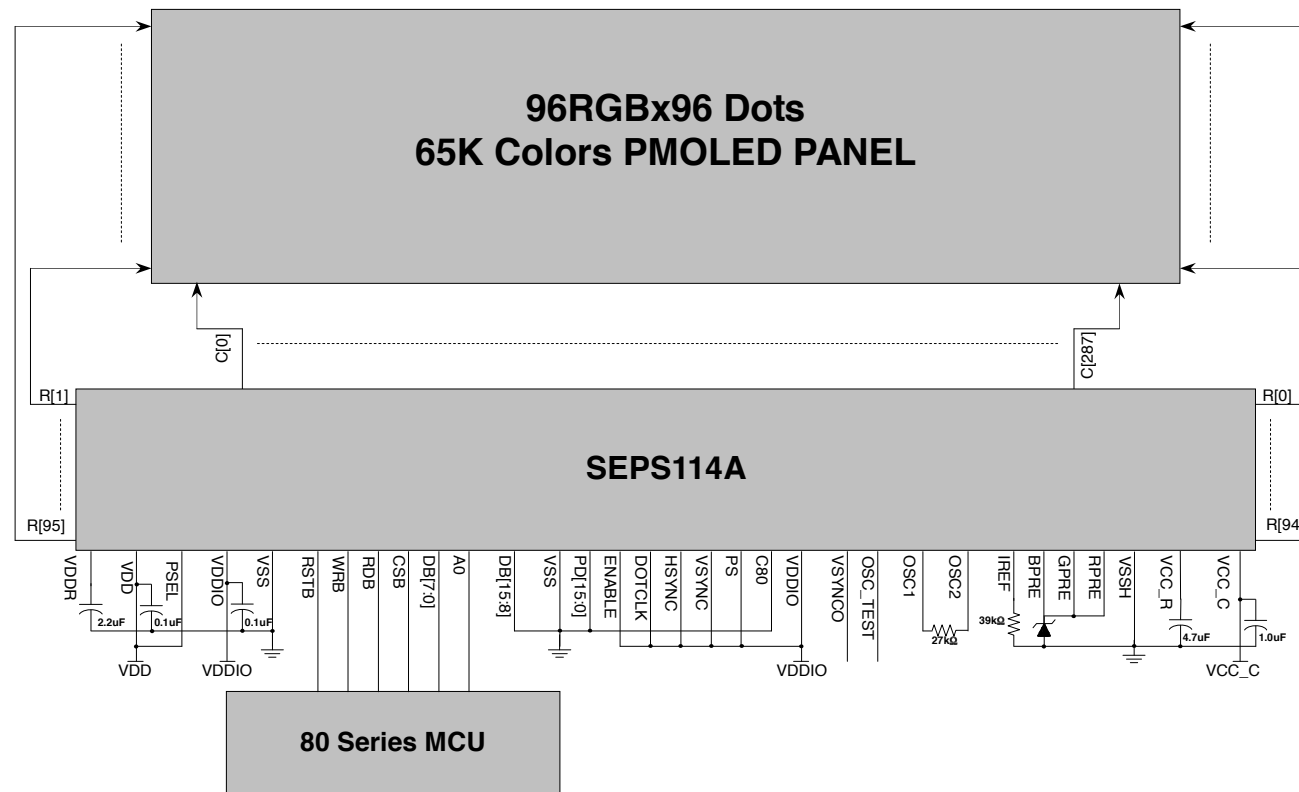 96RGBx96 Dots
65K Colors PMOLED PANEL
C[0]
C[287]
R[1]
R[0]
SEPS114A
R[95]
R[94
VDDR
VDD
PSEL
VDDIO
VSS
RSTB
WRB
RDB
CSB
DB[7:0]
A0
DB[15:8]
VSS
PD[15:0]
ENABLE
DOTCLK
HSYNC
VSYNC
PS
C80
VDDIO
VSYNCO
OSC_TEST
OSC1
OSC2
IREF
BPRE
GPRE
RPRE
VSSH
VCC_R
VCC_C
2.2uF
0.1uF
0.1uF
27kΩ
39kΩ
4.7uF
1.0uF
VDD
VDDIO
VDDIO
VCC_C
80 Series MCU